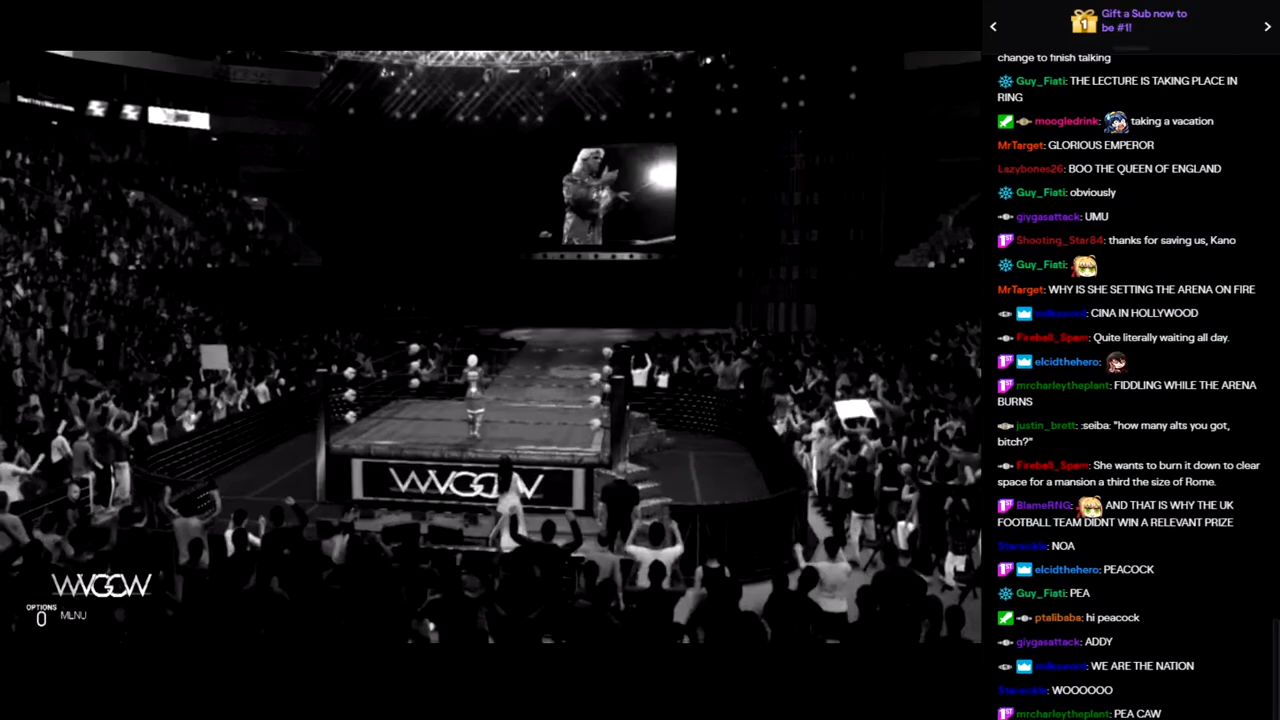 Gift a Sub now to
be #1!
1
change to finish talking
Guy_Fiati: THE LECTURE IS TAKING PLACE IN
RING
moogledrink: taking a vacation
MrTarget: GLORIOUS EMPEROR
Lazybones26: BOO THE QUEEN OF ENGLAND
Guy_Fiati: obviously
giygasattack: UMU
Shooting_Star84: thanks for saving us, Kano
Guy_Fiati:
MrTarget: WHY IS SHE SETTING THE ARENA ON FIRE
CINA IN HOLLYWOOD
Fireball_Spam: Quite literally waiting all day.
elcidthehero:
mrcharleytheplant: FIDDLING WHILE THE ARENA
BURNS
justin_brett: :seiba: "how many alts you got,
bitch?"
Fireball_Spam: She wants to burn it down to clear
space for a mansion a third the size of Rome.
BlameRNG: AND THAT IS WHY THE UK
FOOTBALL TEAM DIDNT WIN A RELEVANT PRIZE
NOA
elcidthehero: PEACOCK
Guy_Fiati: PEA
ptalibaba: hi peacock
giygasattack: ADDY
WE ARE THE NATION
WOOOOOO
mrcharleytheplant: PEA CAW
WVGCW
WVGCW
OPTIONS
MENU